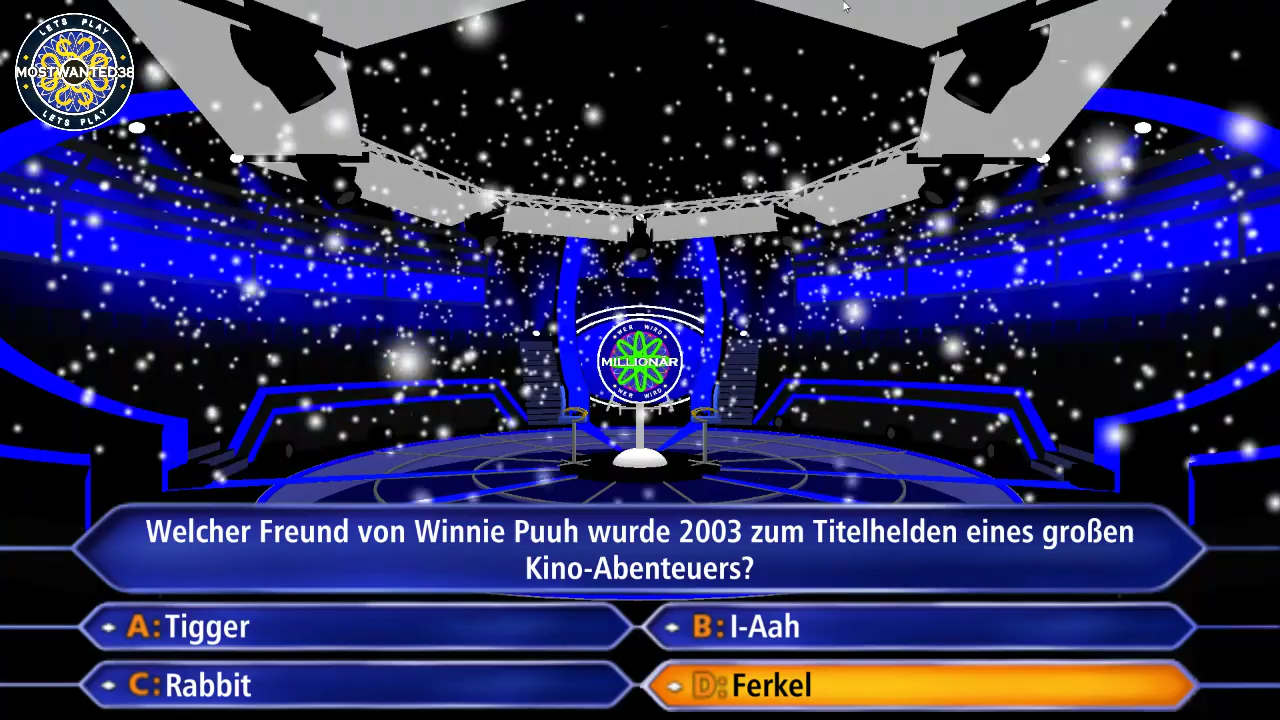 LETS PLAY
MOSTWANTED38
LETS PLAY
WER WIRD
MILLIONÄR
WER WIRD
Welcher Freund von Winnie Puuh wurde 2003 zum Titelhelden eines großen
Kino-Abenteuers?
A: Tigger
B: I-Aah
C: Rabbit
D: Ferkel